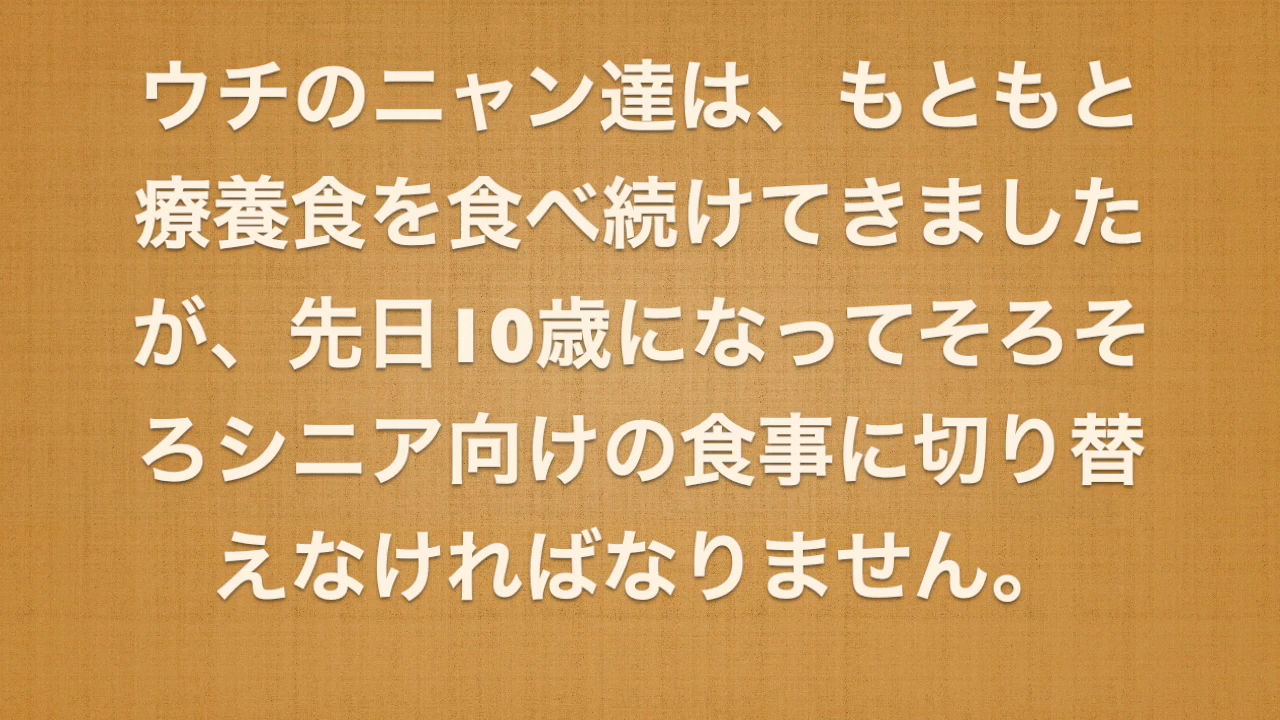 ウチのニャン達は、もともと
療養食を食べ続けてきました
が、先日10歳になってそろそ
ろシニア向けの食事に切り替
えなければなりません。